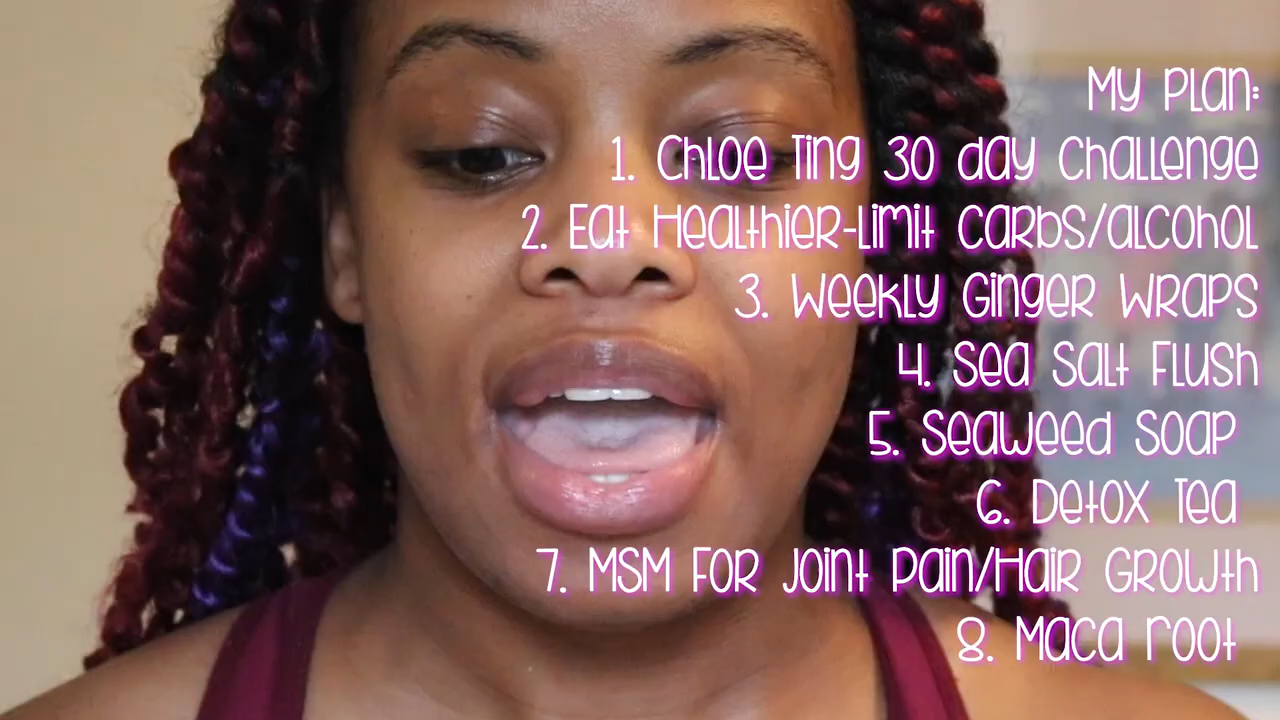 My Plan:
1. Chloe Ting 30 day Challenge
2. Eat Healthier-Limit Carbs/alcohol
3. Weekly Ginger Wraps
4. Sea Salt Flush
5. Seaweed Soap
6. Detox Tea
7. MSM For Joint Pain/Hair Growth
8. Maca root